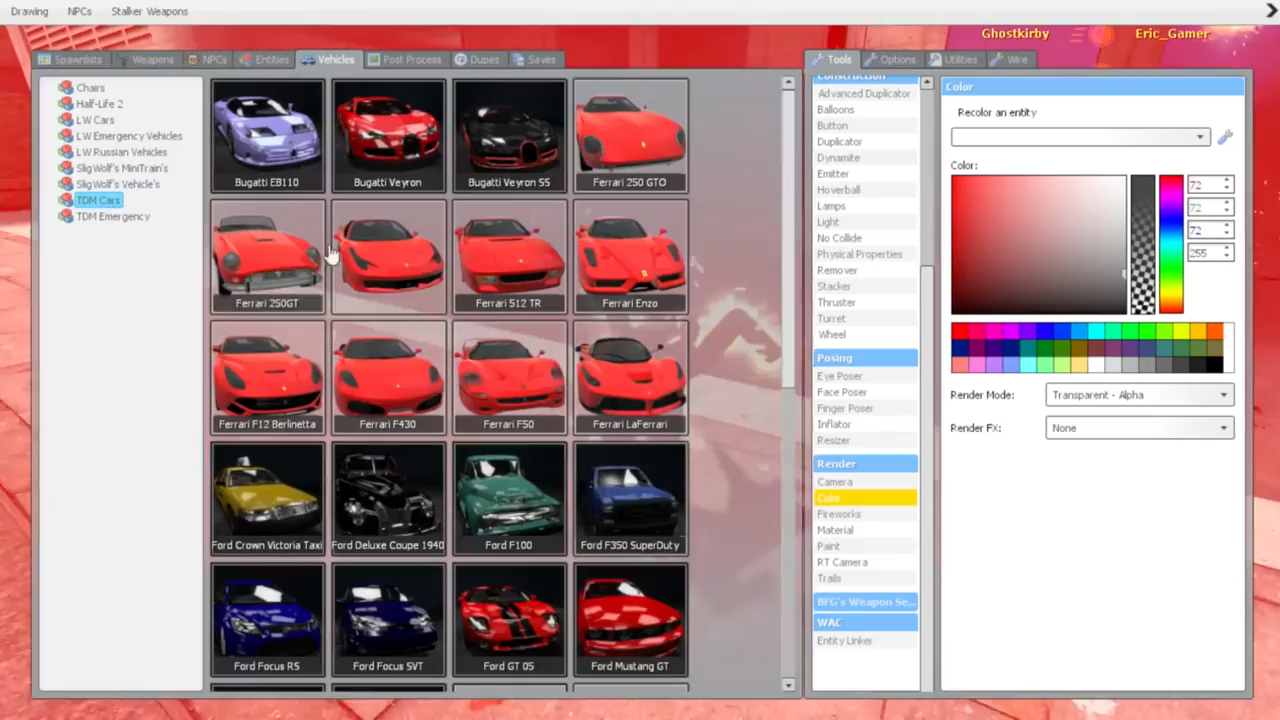 Drawing NPCs Stalker Weapons
Ghostkirby Eric_Gamer
Spawnlists Weapons NPCs Entities Vehicles Post Process Dupes Saves
Tools Options Utilities Wire
Chairs
Half-Life 2
LW Cars
LW Emergency Vehicles
LW Russian Vehicles
SligWolf's MiniTrain's
SligWolf's Vehicle's
TDM Cars
TDM Emergency
Bugatti EB110 Bugatti Veyron Bugatti Veyron SS Ferrari 250 GTO
Ferrari 250GT Ferrari 512 TR Ferrari Enzo
Ferrari F12 Berlinetta Ferrari F430 Ferrari F50 Ferrari LaFerrari
Ford Crown Victoria Taxi Ford Deluxe Coupe 1940 Ford F100 Ford F350 SuperDuty
Ford Focus RS Ford Focus SVT Ford GT 05 Ford Mustang GT
Construction
Advanced Duplicator
Balloons
Button
Duplicator
Dynamite
Emitter
Hoverball
Lamps
Light
No Collide
Physical Properties
Remover
Stacker
Thruster
Turret
Wheel
Posing
Eye Poser
Face Poser
Finger Poser
Inflator
Resizer
Render
Camera
Color
Fireworks
Material
Paint
RT Camera
Trails
BFG's Weapon Se...
WAC
Entity Linker
Color
Recolor an entity
Color:
72
72
72
255
Render Mode: Transparent - Alpha
Render FX: None